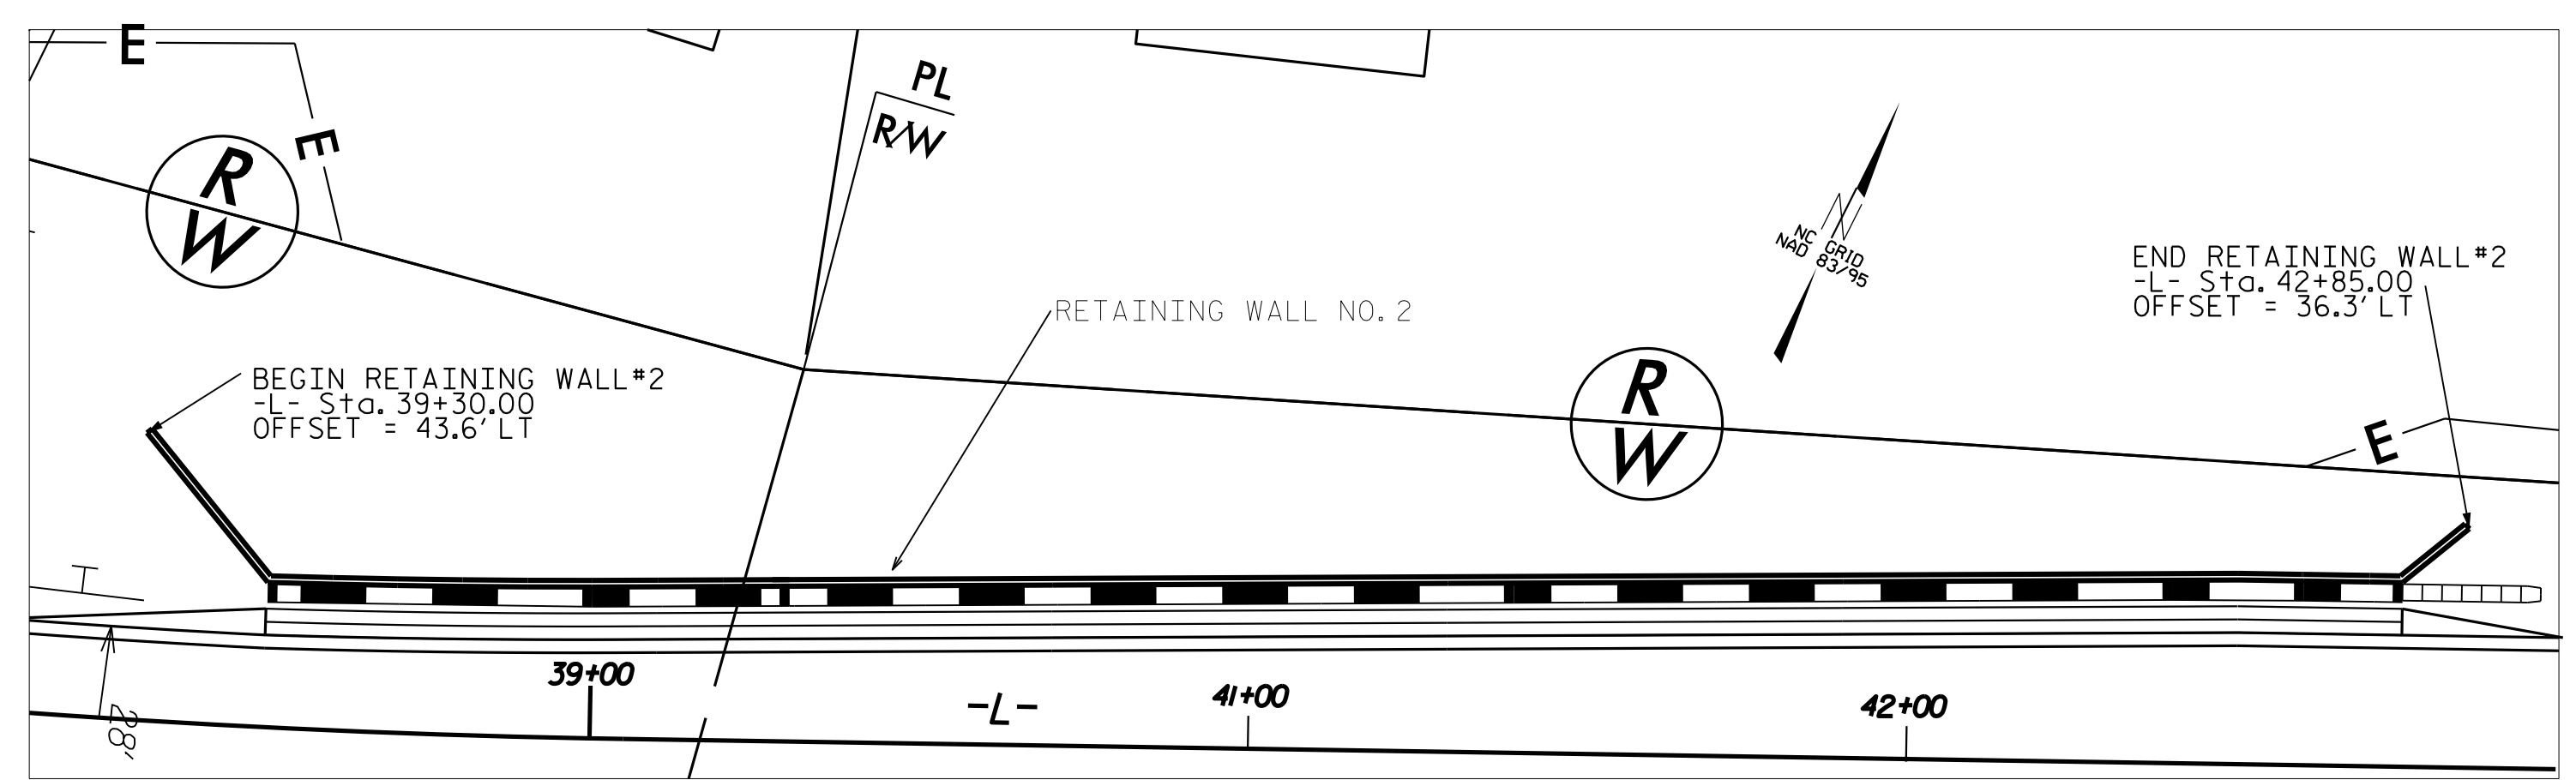 E
E
R
W
PL
R/W
N
NC GRID
NAD 83/95
END RETAINING WALL#2
-L- Sta. 42+85.00
OFFSET = 36.3' LT
RETAINING WALL NO. 2
BEGIN RETAINING WALL#2
-L- Sta. 39+30.00
OFFSET = 43.6' LT
R
W
E
T
39+00
-L-
41+00
42+00
28'